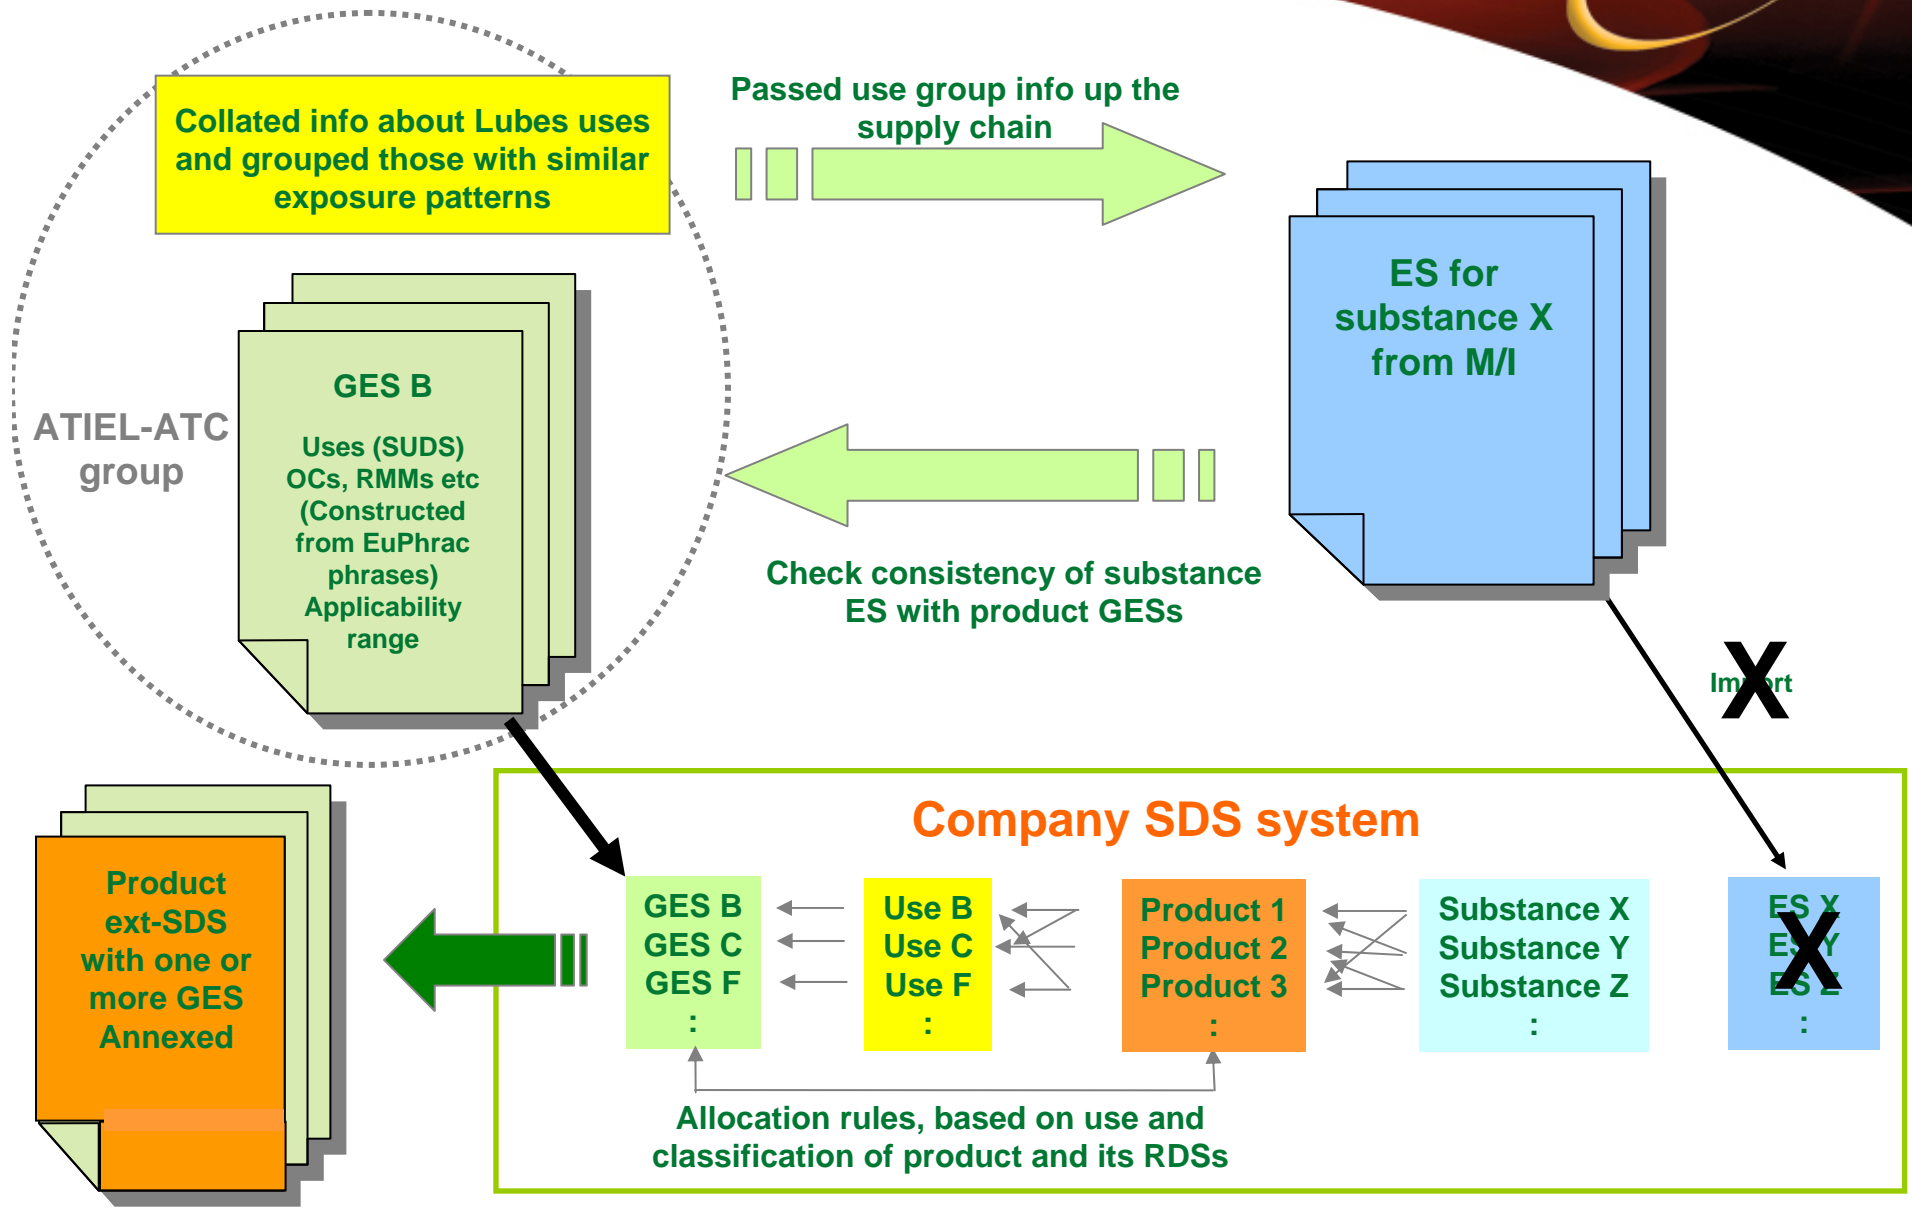 Collated info about Lubes uses
and grouped those with similar
exposure patterns
Passed use group info up the
supply chain
ES for
substance X
from M/I
ATIEL-ATC
group
GES B
Uses (SUDS)
OCs, RMMs etc
(Constructed
from EuPhrac
phrases)
Applicability
range
Check consistency of substance
ES with product GESs
Import
X
Company SDS system
Product
ext-SDS
with one or
more GES
Annexed
GES B
GES C
GES F
:
Use B
Use C
Use F
:
Product 1
Product 2
Product 3
:
Substance X
Substance Y
Substance Z
:
ES X
ES Y
ES Z
:
X
Allocation rules, based on use and
classification of product and its RDSs